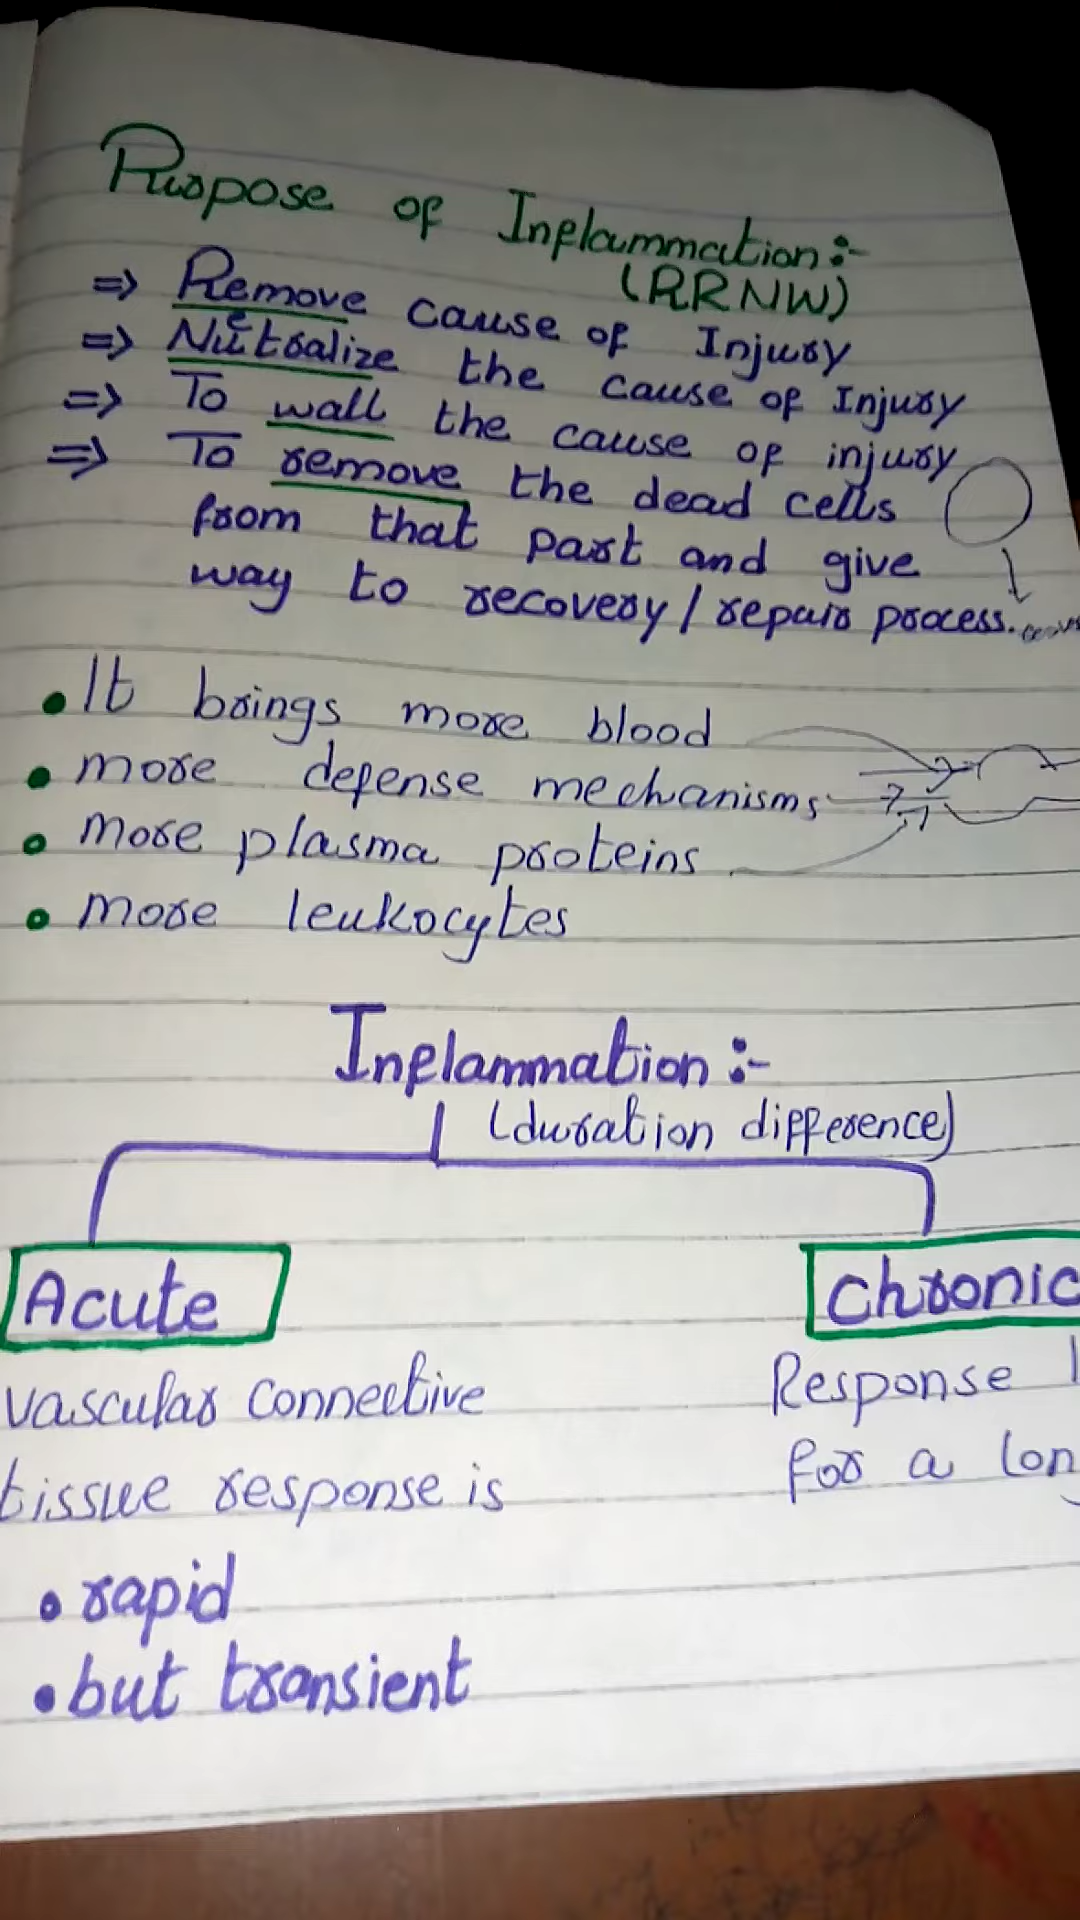 Purpose of Inflammation:-
(RRNW)
⇒ Remove cause of Injury
⇒ Nutralize the cause of Injury
e
⇒ To wall the cause of injury
⇒ To remove the dead cells
from that part and give
way to recovery / repair process.
• It brings more blood
• more defense mechanisms
• more plasma proteins
• more leukocytes
Inflammation :-
(duration difference)
Acute
Chronic
vascular connective
tissue response is
• rapid
• but transient
Response
for a